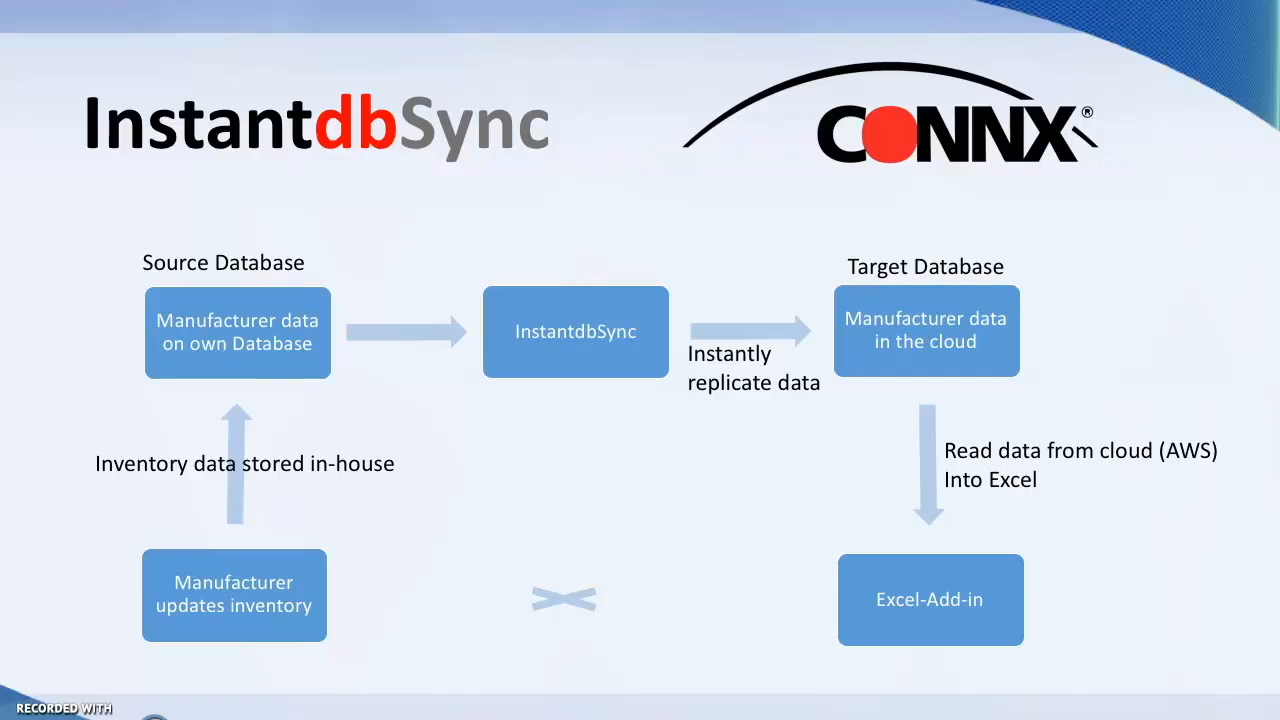 InstantdbSync
CONNX®
Source Database
Target Database
Manufacturer data
on own Database
InstantdbSync
Manufacturer data
in the cloud
Instantly
replicate data
Inventory data stored in-house
Read data from cloud (AWS)
Into Excel
Manufacturer
updates inventory
Excel-Add-in
RECORDED WITH